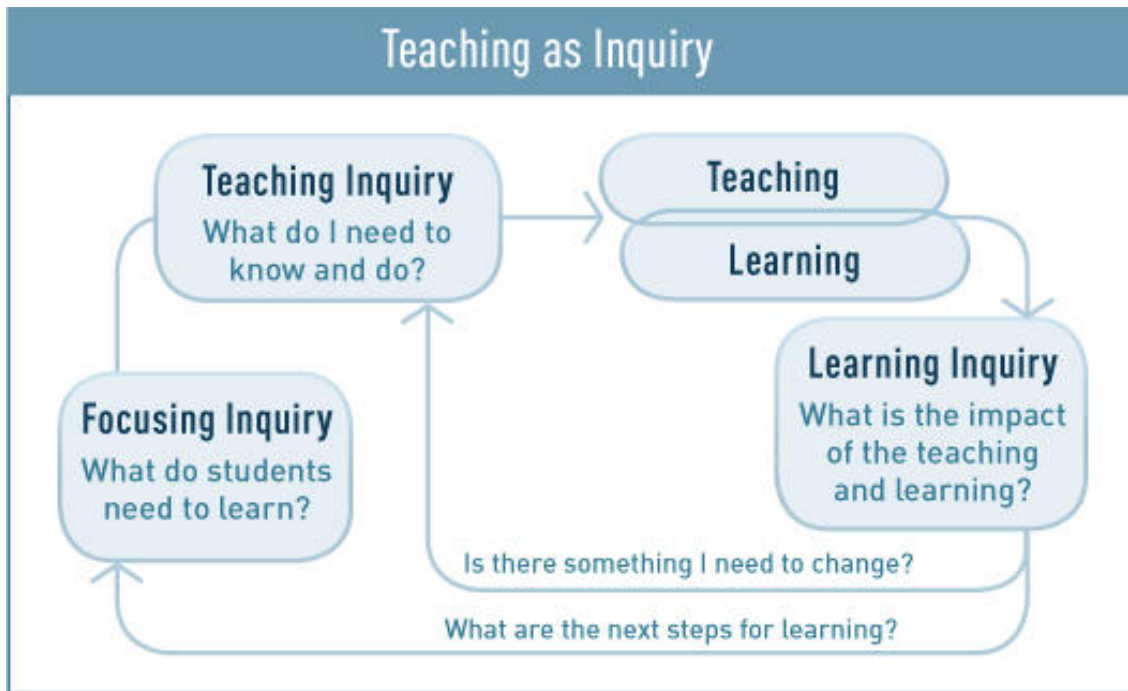 Teaching as Inquiry
Teaching Inquiry
What do I need to
know and do?
Teaching
Learning
Focusing Inquiry
What do students
need to learn?
Learning Inquiry
What is the impact
of the teaching
and learning?
Is there something I need to change?
What are the next steps for learning?